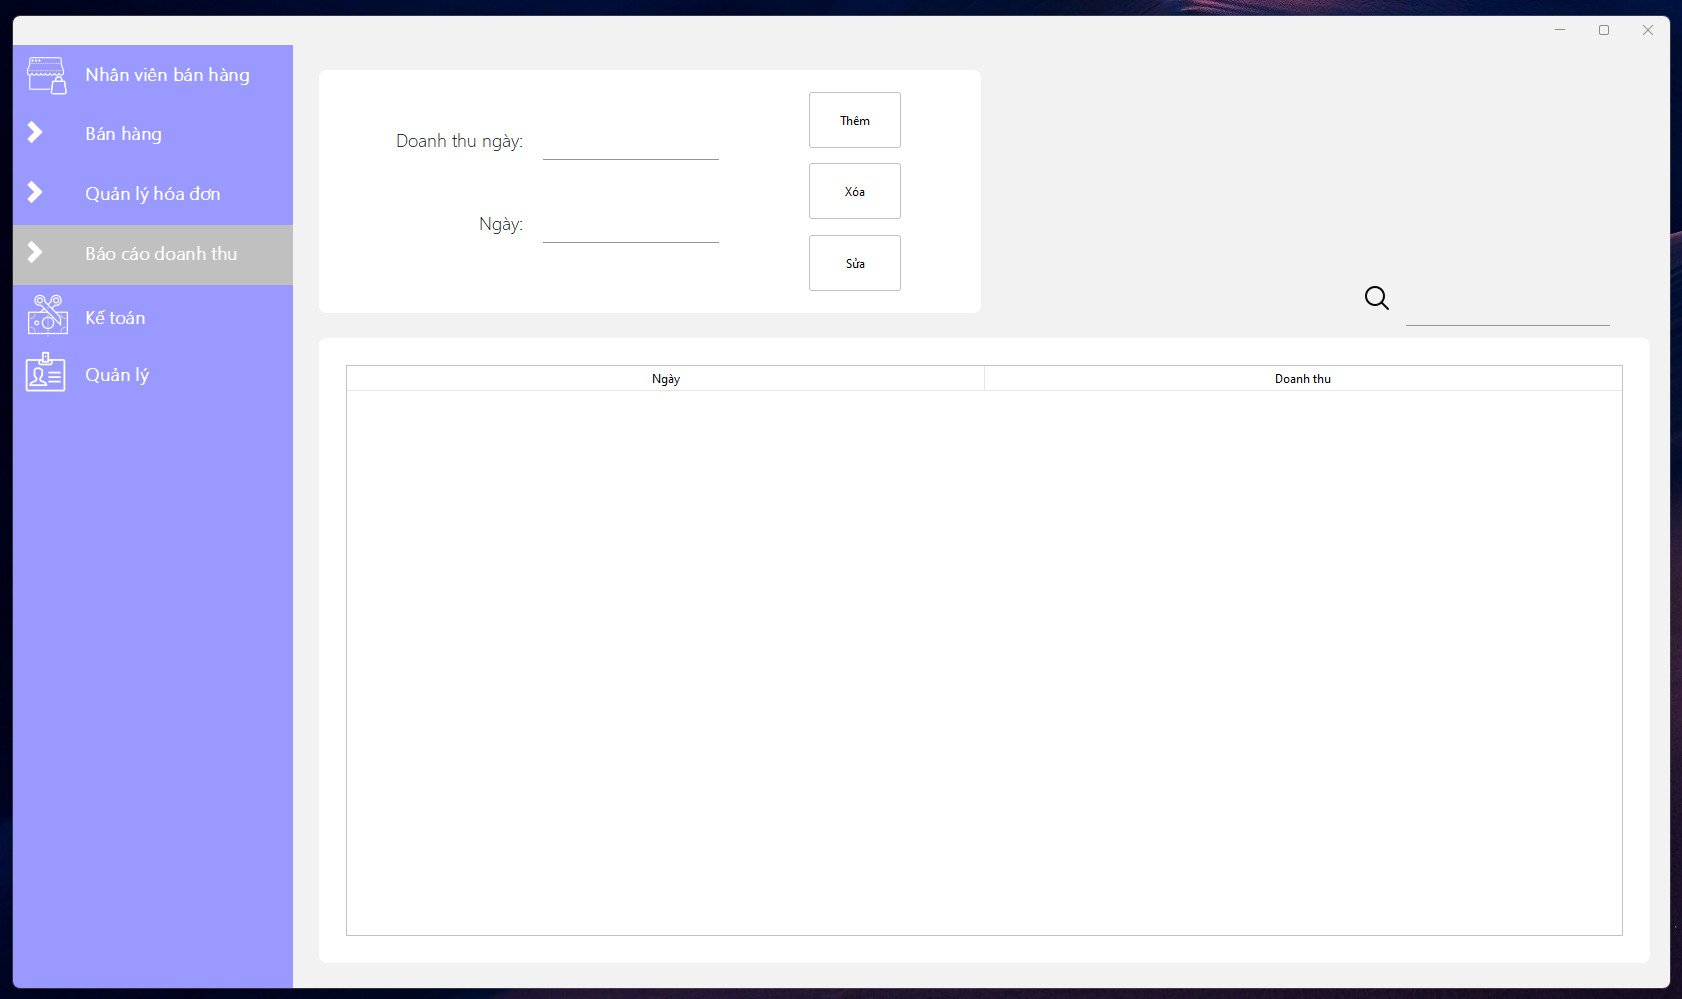 Nhân viên bán hàng
Bán hàng
Quản lý hóa đơn
Báo cáo doanh thu
Kế toán
Quản lý
Doanh thu ngày:
Ngày:
Thêm
Xóa
Sửa
Ngày
Doanh thu